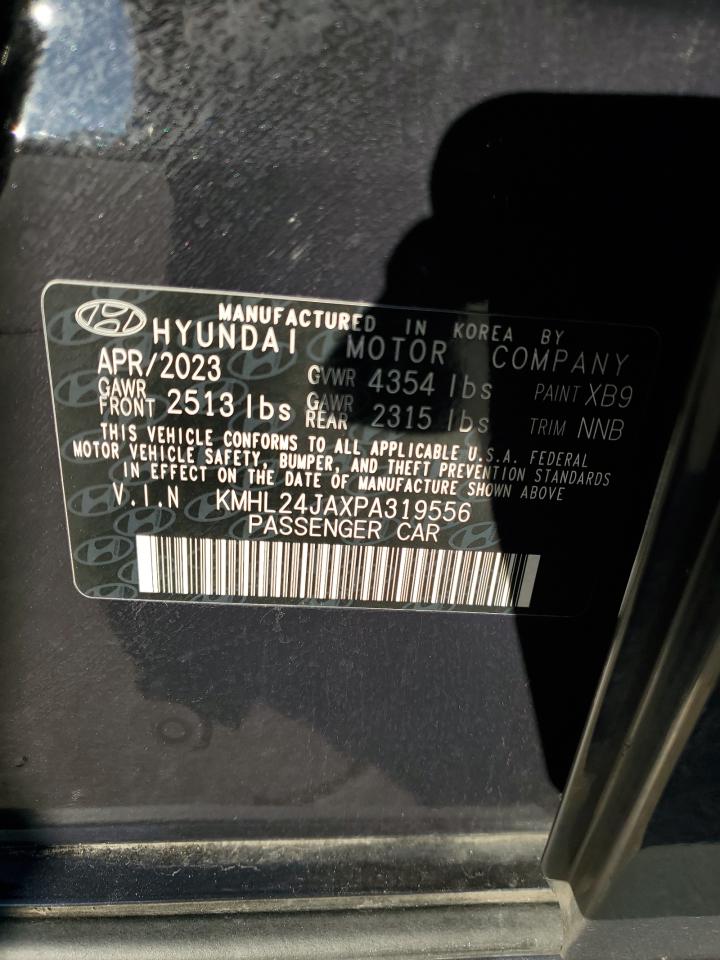 MANUFACTURED IN KOREA BY
HYUNDAI MOTOR COMPANY
APR/2023 GVWR 4354 lbs PAINT XB9
GAWR FRONT 2513 lbs GAWR REAR 2315 lbs TRIM NNB
THIS VEHICLE CONFORMS TO ALL APPLICABLE U.S.A. FEDERAL
MOTOR VEHICLE SAFETY, BUMPER, AND THEFT PREVENTION STANDARDS
IN EFFECT ON THE DATE OF MANUFACTURE SHOWN ABOVE
V.I.N KMHL24JAXPA319556
PASSENGER CAR